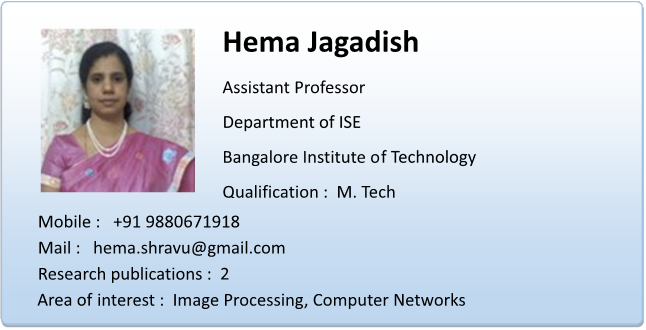 Hema Jagadish
Assistant Professor
Department of ISE
Bangalore Institute of Technology
Qualification :  M. Tech
Mobile :   +91 9880671918
Mail :   hema.shravu@gmail.com
Research publications :  2
Area of interest :  Image Processing, Computer Networks